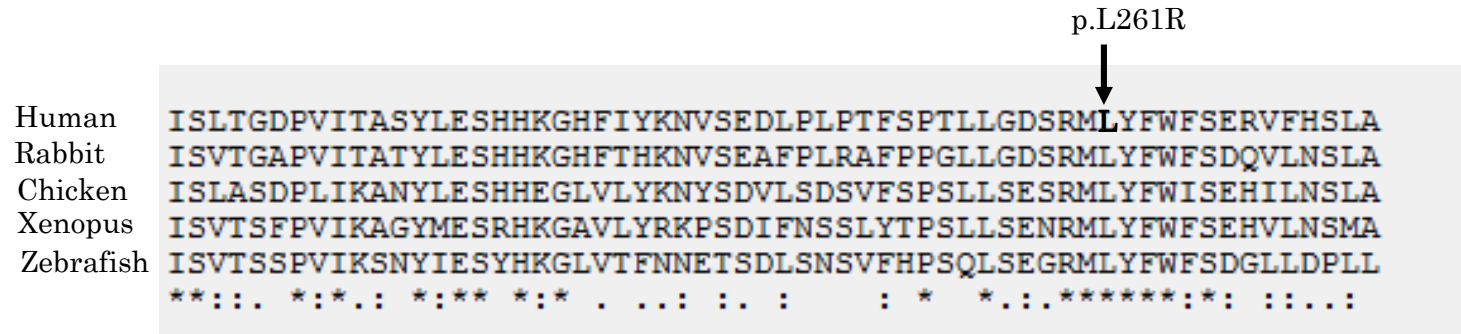 p.L261R
Human ISLTGDPVITASYLESHHKGHFIYKNVSEDLPLPTFSPTLLGDSRMLYFWFSERVFHSLA
Rabbit ISVTGAPVITATYLESHHKGHFTHKNVSEAFPLRAFPPGLLGDSRMLYFWFSDQVLNSLA
Chicken ISLASDPLIKANYLESHHEGLVLYKNYSDVLSDSVFSPSLLSESRMLYFWISEHILNSLA
Xenopus ISVTSFPVIKAGYMESRHKGAVLYRKPSDIFNSSLYTPSLLSENRMLYFWFSEHVLNSMA
Zebrafish ISVTSSPVIKSNYIESYHKGLVTFNNETSDLSNSVFHPSQLSEGRMLYFWFSDGLLDPLL
**::. *:*.: *:** *:* . ..: :. :    : *  *.:.******:*: ::..: